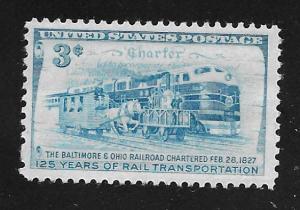 UNITED STATES POSTAGE
3¢
Charter
THE BALTIMORE & OHIO RAILROAD CHARTERED FEB. 28, 1827
125 YEARS OF RAIL TRANSPORTATION